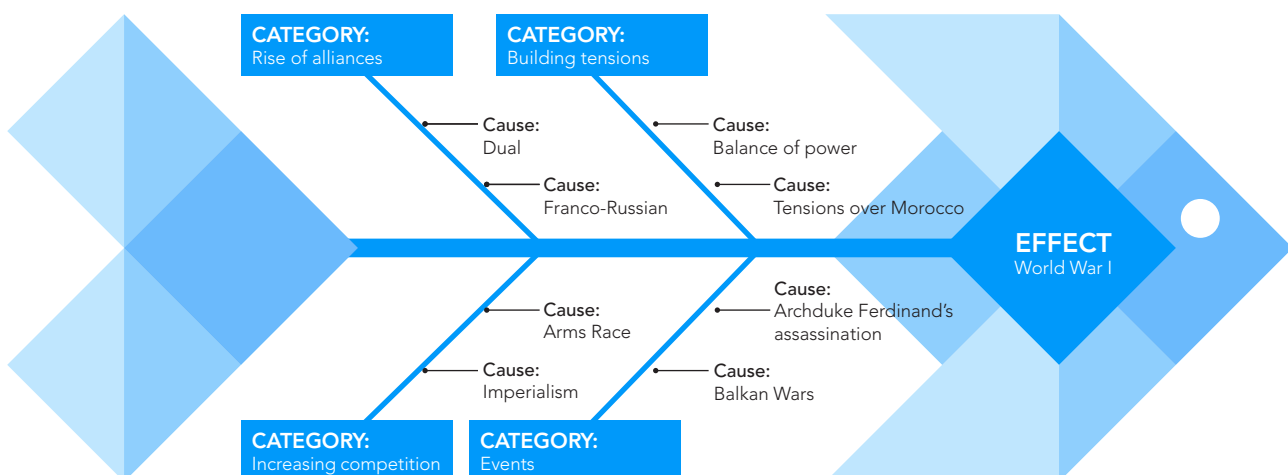 CATEGORY:
Rise of alliances
CATEGORY:
Building tensions
Cause:
Dual
Cause:
Balance of power
Cause:
Franco-Russian
Cause:
Tensions over Morocco
EFFECT
World War I
Cause:
Arms Race
Cause:
Archduke Ferdinand’s
assassination
Cause:
Imperialism
Cause:
Balkan Wars
CATEGORY:
Increasing competition
CATEGORY:
Events